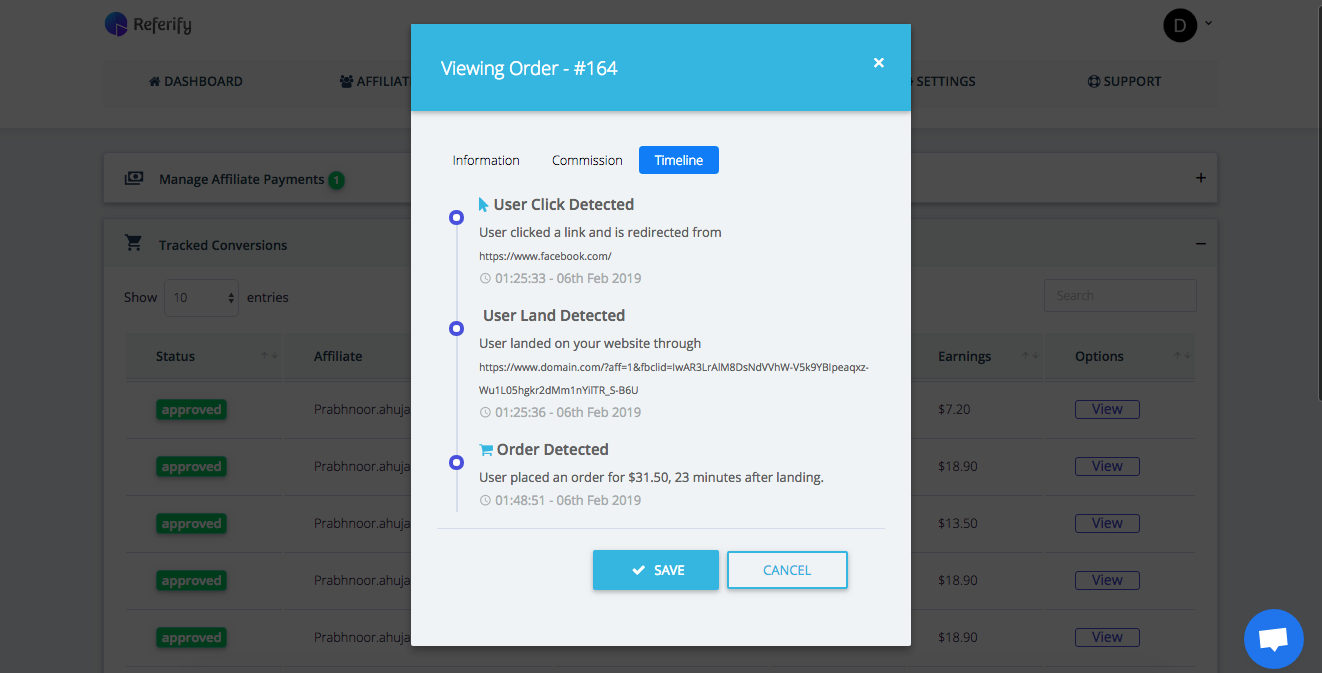 Referify
D
DASHBOARD
AFFILIAT
SETTINGS
SUPPORT
Viewing Order - #164
Manage Affiliate Payments 1
Tracked Conversions
Show 10 entries
Search
Status
Affiliate
Earnings
Options
approved
Prabhnoor.ahuja
$7.20
View
approved
Prabhnoor.ahuja
$18.90
View
approved
Prabhnoor.ahuja
$13.50
View
approved
Prabhnoor.ahuja
$18.90
View
approved
Prabhnoor.ahuja
$18.90
View
Information
Commission
Timeline
User Click Detected
User clicked a link and is redirected from
https://www.facebook.com/
01:25:33 - 06th Feb 2019
User Land Detected
User landed on your website through
https://www.domain.com/?aff=1&fbclid=IwAR3LrAlM8DsNdVVhW-V5k9YBIpeaqxz-
Wu1L05hgkr2dMm1nYilTR_S-B6U
01:25:36 - 06th Feb 2019
Order Detected
User placed an order for $31.50, 23 minutes after landing.
01:48:51 - 06th Feb 2019
SAVE
CANCEL